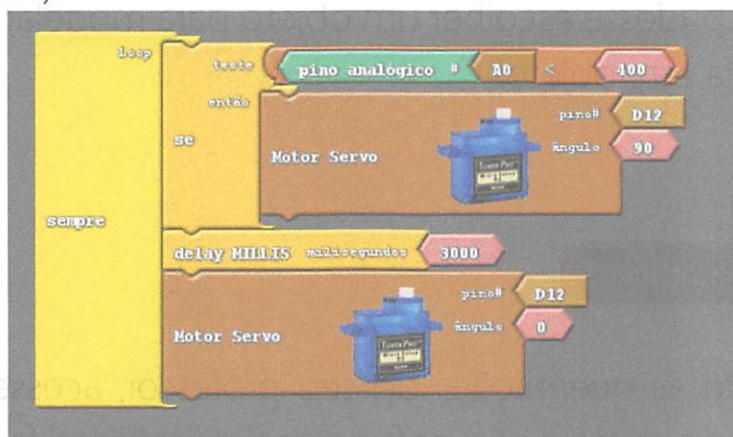 Loop
teste
pino analógico # A0 < 400
então
se
pino# D12
ângulo 90
Motor Servo
sempre
delay MILLIS milisegundos 3000
pino# D12
ângulo 0
Motor Servo